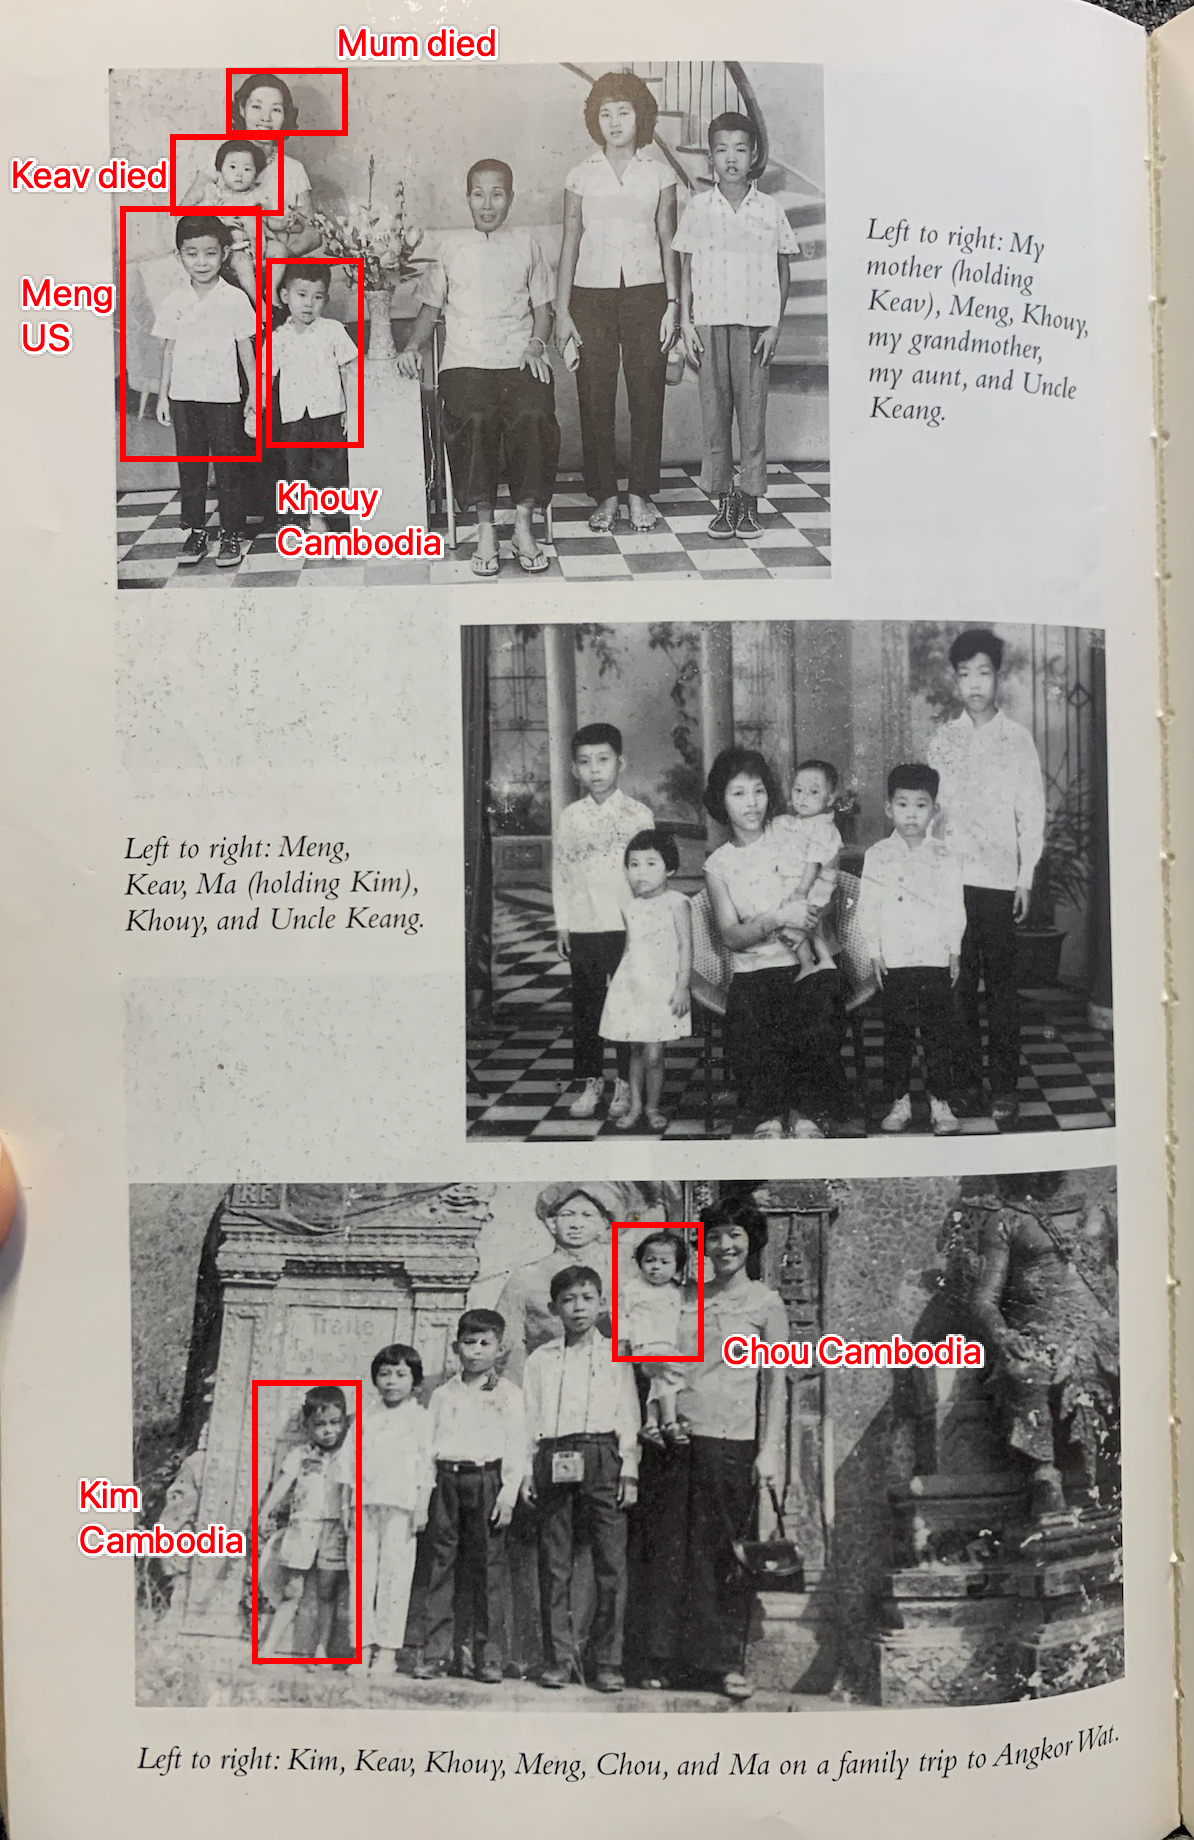 Mum died
Keav died
Meng
US
Khouy
Cambodia
Left to right: My
mother (holding
Keav), Meng, Khouy,
my grandmother,
my aunt, and Uncle
Keang.
Left to right: Meng,
Keav, Ma (holding Kim),
Khouy, and Uncle Keang.
RF
Traite
Chou Cambodia
Kim
Cambodia
Left to right: Kim, Keav, Khouy, Meng, Chou, and Ma on a family trip to Angkor Wat.